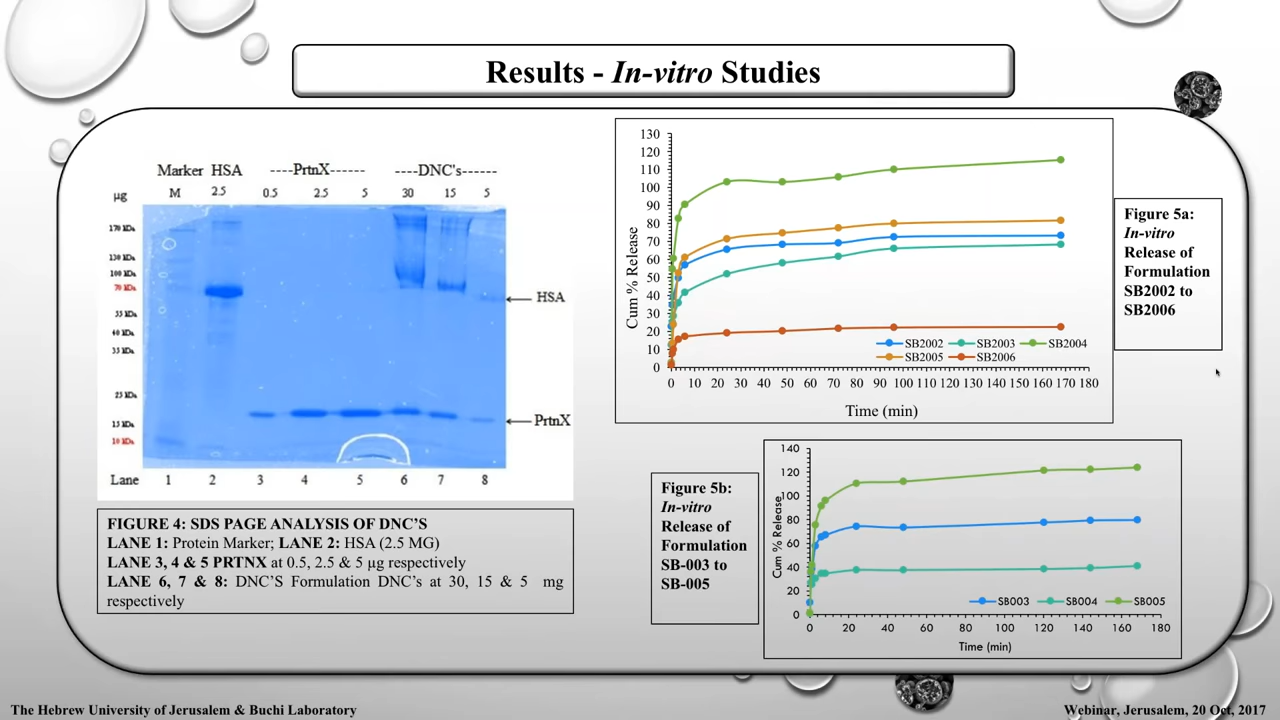 Results - In-vitro Studies
Marker HSA ----PrtnX------ ----DNC's------
µg M 2.5 0.5 2.5 5 30 15 5
170 KDa
130 KDa
100 KDa
70 KDa
55 KDa
40 KDa
35 KDa
25 KDa
15 KDa
10 KDa
HSA
PrtnX
Lane 1 2 3 4 5 6 7 8
FIGURE 4: SDS PAGE ANALYSIS OF DNC'S
LANE 1: Protein Marker; LANE 2: HSA (2.5 MG)
LANE 3, 4 & 5 PRTNX at 0.5, 2.5 & 5 µg respectively
LANE 6, 7 & 8: DNC'S Formulation DNC's at 30, 15 & 5 mg
respectively
130
120
110
100
90
80
70
60
50
40
30
20
10
0
Cum % Release
SB2002 SB2003 SB2004
SB2005 SB2006
0 10 20 30 40 50 60 70 80 90 100 110 120 130 140 150 160 170 180
Time (min)
Figure 5a:
In-vitro
Release of
Formulation
SB2002 to
SB2006
Figure 5b:
In-vitro
Release of
Formulation
SB-003 to
SB-005
140
120
100
80
60
40
20
0
Cum % Release
SB003 SB004 SB005
0 20 40 60 80 100 120 140 160 180
Time (min)
The Hebrew University of Jerusalem & Buchi Laboratory
Webinar, Jerusalem, 20 Oct, 2017